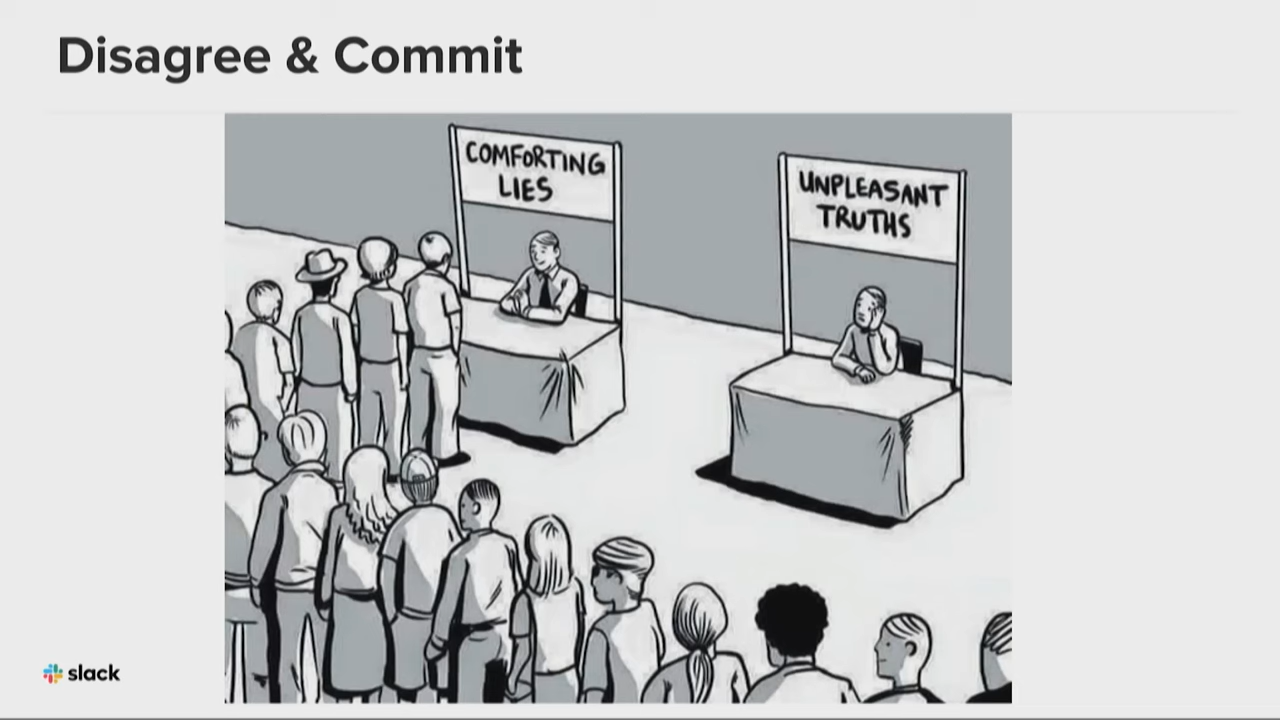 Disagree & Commit
COMFORTING
LIES
UNPLEASANT
TRUTHS
slack